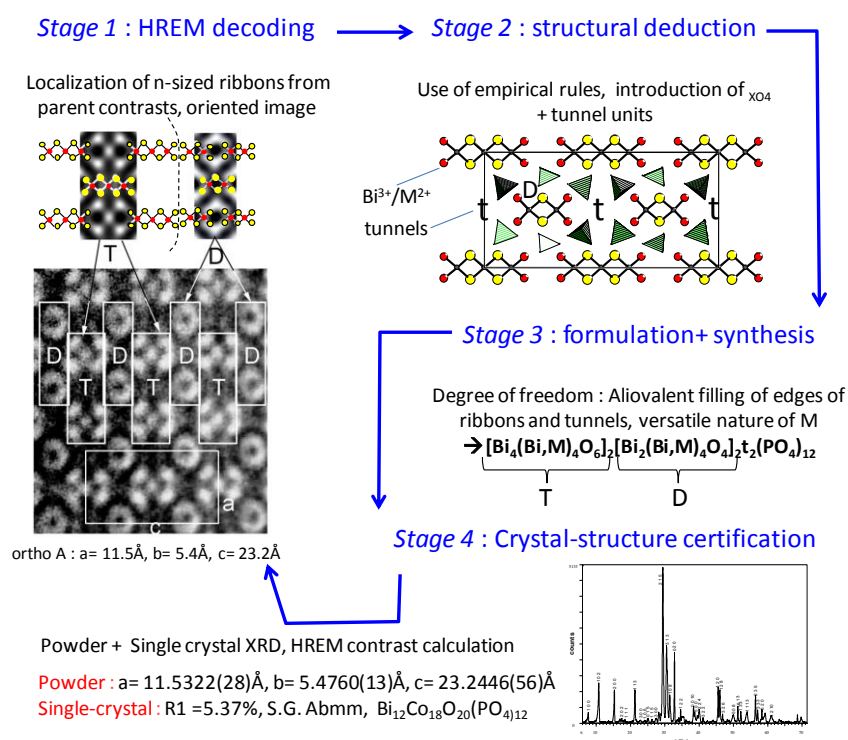 Stage 1 : HREM decoding
Stage 2 : structural deduction
Localization of n-sized ribbons from
parent contrasts, oriented image
Use of empirical rules, introduction of XO4
+ tunnel units
Bi3+/M2+
tunnels
D
t
t
t
T
D
D
D
D
D
T
T
T
a
c
ortho A : a= 11.5Å, b= 5.4Å, c= 23.2Å
Stage 3 : formulation+ synthesis
Degree of freedom : Aliovalent filling of edges of
ribbons and tunnels, versatile nature of M
→[Bi4(Bi,M)4O6]2[Bi2(Bi,M)4O4]2t2(PO4)12
T
D
Stage 4 : Crystal-structure certification
Powder + Single crystal XRD, HREM contrast calculation
Powder : a= 11.5322(28)Å, b= 5.4760(13)Å, c= 23.2446(56)Å
Single-crystal : R1 =5.37%, S.G. Abmm, Bi12Co18O20(PO4)12
counts